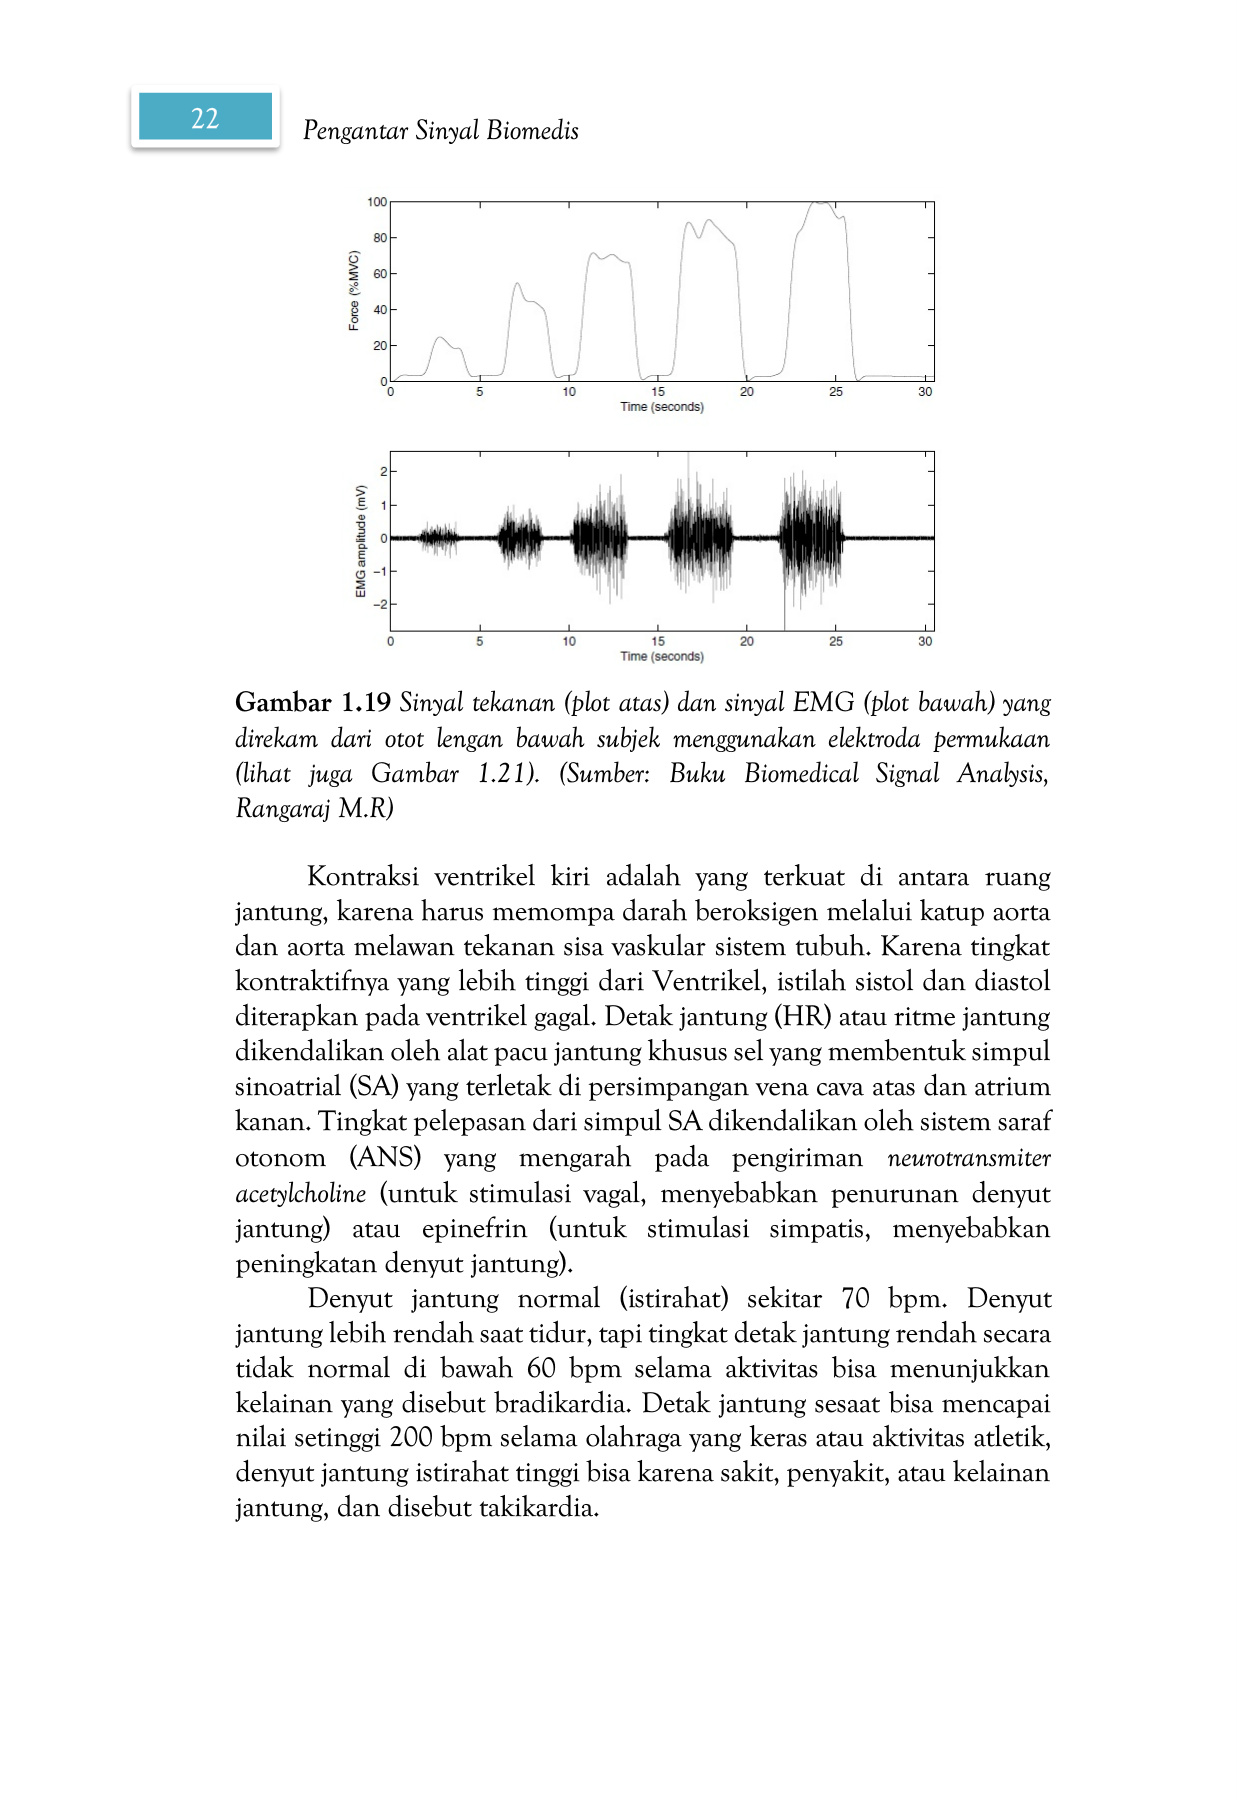 22
Pengantar Sinyal Biomedis
100
80
60
40
20
0
Force (%MVC)
0 5 10 15 20 25 30
Time (seconds)
2
1
0
−1
−2
EMG amplitude (mV)
0 5 10 15 20 25 30
Time (seconds)
Gambar 1.19 Sinyal tekanan (plot atas) dan sinyal EMG (plot bawah) yang
direkam dari otot lengan bawah subjek menggunakan elektroda permukaan
(lihat juga Gambar 1.21). (Sumber: Buku Biomedical Signal Analysis,
Rangaraj M.R)
Kontraksi ventrikel kiri adalah yang terkuat di antara ruang
jantung, karena harus memompa darah beroksigen melalui katup aorta
dan aorta melawan tekanan sisa vaskular sistem tubuh. Karena tingkat
kontraktifnya yang lebih tinggi dari Ventrikel, istilah sistol dan diastol
diterapkan pada ventrikel gagal. Detak jantung (HR) atau ritme jantung
dikendalikan oleh alat pacu jantung khusus sel yang membentuk simpul
sinoatrial (SA) yang terletak di persimpangan vena cava atas dan atrium
kanan. Tingkat pelepasan dari simpul SA dikendalikan oleh sistem saraf
otonom (ANS) yang mengarah pada pengiriman neurotransmiter
acetylcholine (untuk stimulasi vagal, menyebabkan penurunan denyut
jantung) atau epinefrin (untuk stimulasi simpatis, menyebabkan
peningkatan denyut jantung).
Denyut jantung normal (istirahat) sekitar 70 bpm. Denyut
jantung lebih rendah saat tidur, tapi tingkat detak jantung rendah secara
tidak normal di bawah 60 bpm selama aktivitas bisa menunjukkan
kelainan yang disebut bradikardia. Detak jantung sesaat bisa mencapai
nilai setinggi 200 bpm selama olahraga yang keras atau aktivitas atletik,
denyut jantung istirahat tinggi bisa karena sakit, penyakit, atau kelainan
jantung, dan disebut takikardia.